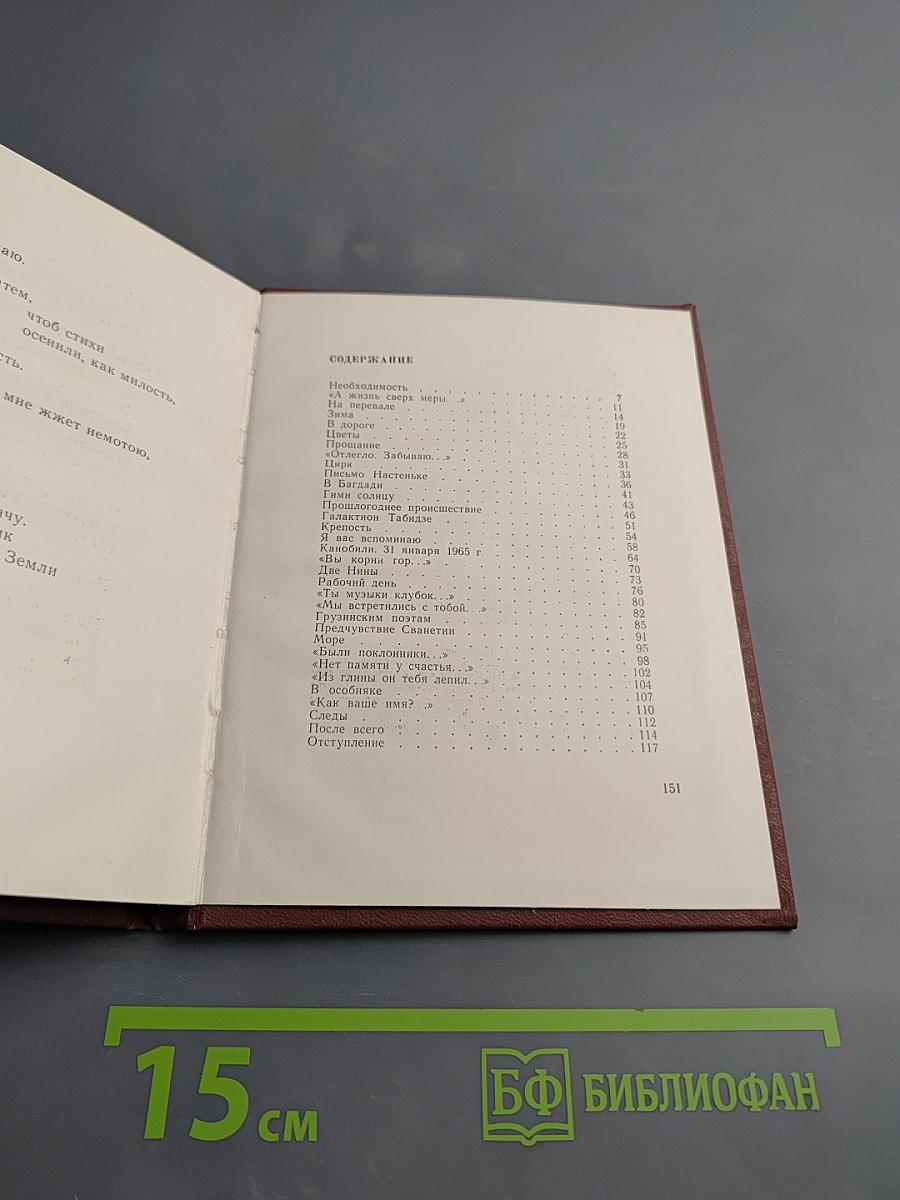 чтоб стихи
осенили, как милость,
мне жжет немотою,
Земли
СОДЕРЖАНИЕ
Необходимость . . . . . . . . . . . . . 7
«А жизнь сверх меры. . .» . . . . . . . . . . 11
На перевале . . . . . . . . . . . . . 14
Зима . . . . . . . . . . . . . 19
В дороге . . . . . . . . . . . . . 22
Цветы . . . . . . . . . . . . . 25
Прощание . . . . . . . . . . . . . 28
«Отлегло. Забываю. . .» . . . . . . . . . . 31
Цирк . . . . . . . . . . . . . 33
Письмо Настеньке . . . . . . . . . . . 36
В Багдади . . . . . . . . . . . . . 41
Гимн солнцу . . . . . . . . . . . . . 43
Прошлогоднее происшествие . . . . . . . . . 46
Галактион Табидзе . . . . . . . . . . . 51
Крепость . . . . . . . . . . . . . 54
Я вас вспоминаю . . . . . . . . . . . . 58
Канобили. 31 января 1965 г. . . . . . . . . . 64
«Вы корни гор. . .» . . . . . . . . . . . 70
Две Нины . . . . . . . . . . . . . 73
Рабочий день . . . . . . . . . . . . . 76
«Ты музыки клубок. . .» . . . . . . . . . . 80
«Мы встретились с тобой. . .» . . . . . . . . 82
Грузинским поэтам . . . . . . . . . . . 85
Предчувствие Сванетии . . . . . . . . . . 91
Море . . . . . . . . . . . . . 95
«Были поклонники. . .» . . . . . . . . . . 98
«Нет памяти у счастья. . .» . . . . . . . . . 102
«Из глины он тебя лепил. . .» . . . . . . . . 104
В особняке . . . . . . . . . . . . . 107
«Как ваше имя? . .» . . . . . . . . . . . 110
Следы . . . . . . . . . . . . . 112
После всего . . . . . . . . . . . . . 114
Отступление . . . . . . . . . . . . . 117
151
15 см
БФ БИБЛИОФАН